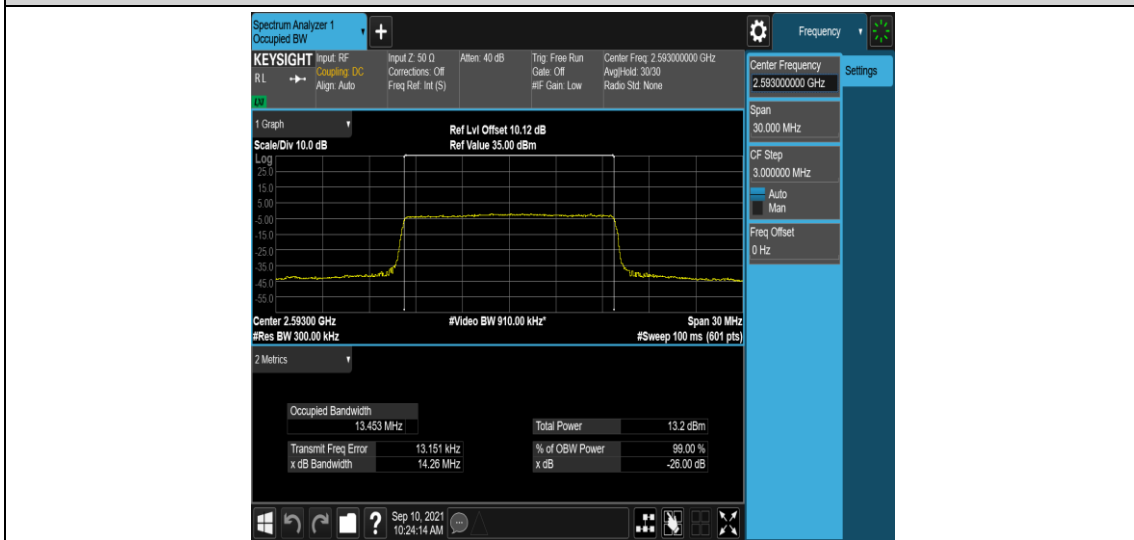 Spectrum Analyzer 1
Occupied BW
+
Frequency
KEYSIGHT
RL
LXI
Input: RF
Coupling: DC
Align: Auto
Input Z: 50 Ω
Corrections: Off
Freq Ref: Int (S)
Atten: 40 dB
Trig: Free Run
Gate: Off
#IF Gain: Low
Center Freq: 2.593000000 GHz
Avg|Hold: 30/30
Radio Std: None
Center Frequency
2.593000000 GHz
Settings
Span
30.000 MHz
CF Step
3.000000 MHz
Auto
Man
Freq Offset
0 Hz
1 Graph
Scale/Div 10.0 dB
Ref Lvl Offset 10.12 dB
Ref Value 35.00 dBm
Log
25.0
15.0
5.00
-5.00
-15.0
-25.0
-35.0
-45.0
-55.0
Center 2.59300 GHz
#Video BW 910.00 kHz*
Span 30 MHz
#Res BW 300.00 kHz
#Sweep 100 ms (601 pts)
2 Metrics
Occupied Bandwidth
13.453 MHz
Total Power 13.2 dBm
Transmit Freq Error 13.151 kHz
% of OBW Power 99.00 %
x dB Bandwidth 14.26 MHz
x dB -26.00 dB
?
Sep 10, 2021
10:24:14 AM